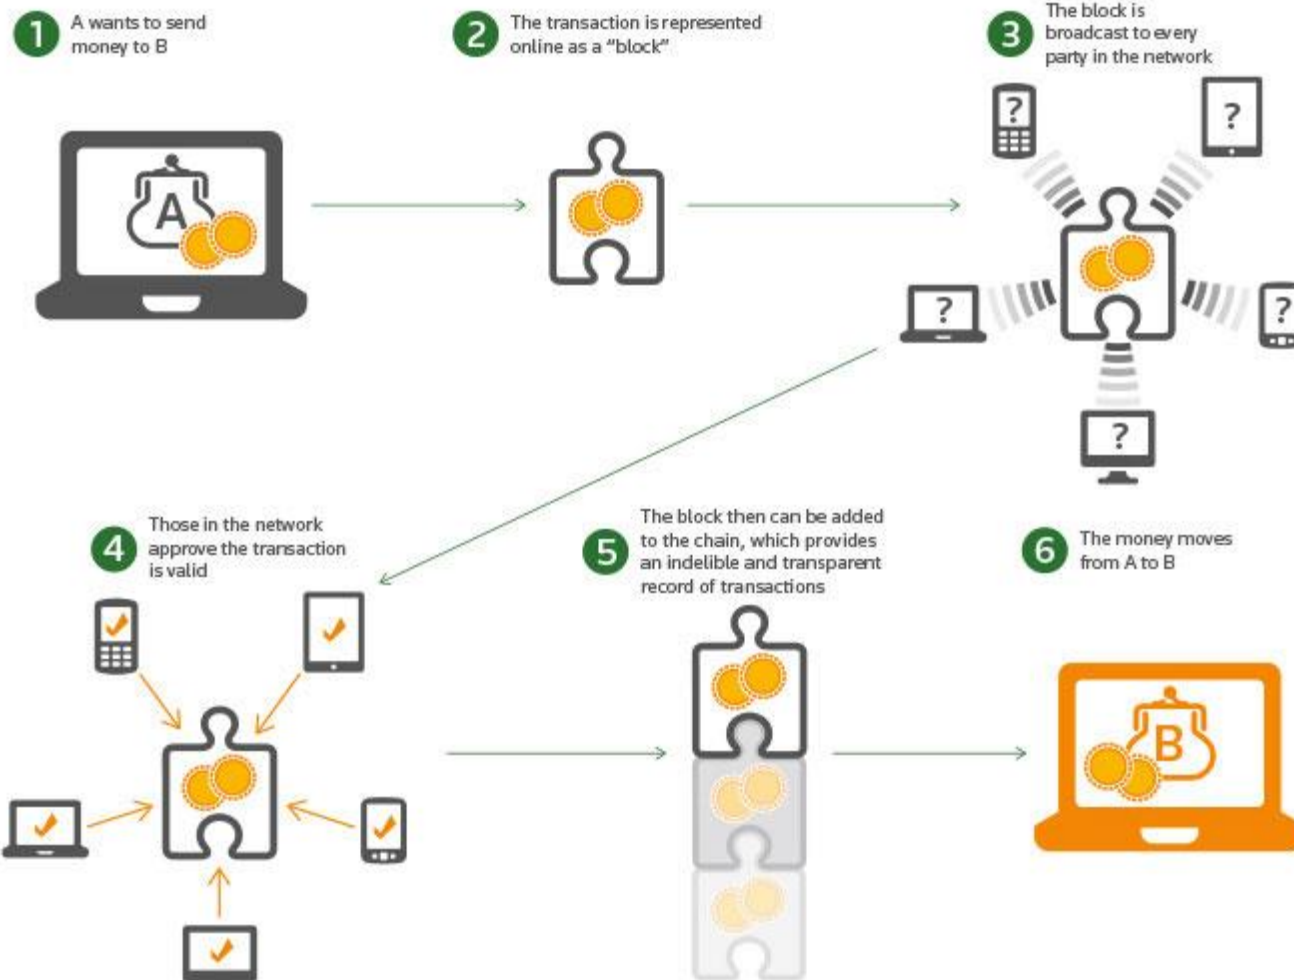 1
A wants to send
money to B
2
The transaction is represented
online as a “block”
3
The block is
broadcast to every
party in the network
A
?
?
?
?
?
4
Those in the network
approve the transaction
is valid
5
The block then can be added
to the chain, which provides
an indelible and transparent
record of transactions
6
The money moves
from A to B
B